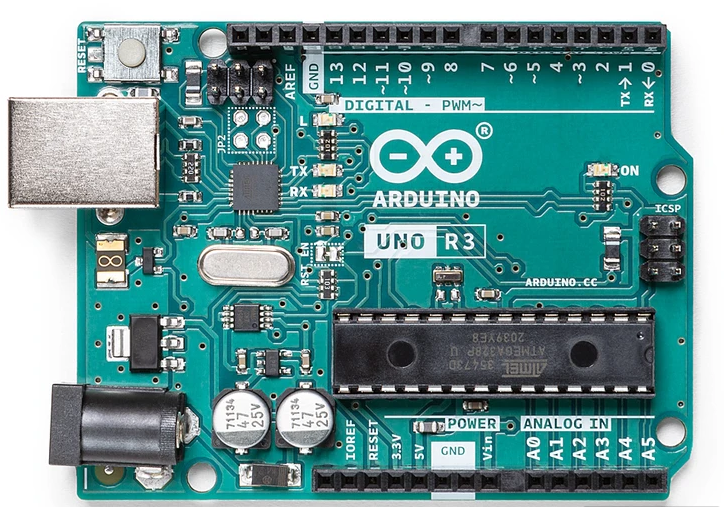 RESET
AREF
GND
13
12
~11
~10
~9
8
7
~6
~5
4
~3
2
TX→1
RX←0
DIGITAL - PWM~
JP2
L
TX
RX
®
ARDUINO
UNO R3
ON
ICSP
RST_EN
ARDUINO.CC
8
103
ATMEL
35473D
ATMEGA328P U
2039YE8
71134
47
25V
71134
47
25V
POWER
ANALOG IN
IOREF
RESET
3.3V
5V
GND
Vin
A0
A1
A2
A3
A4
A5